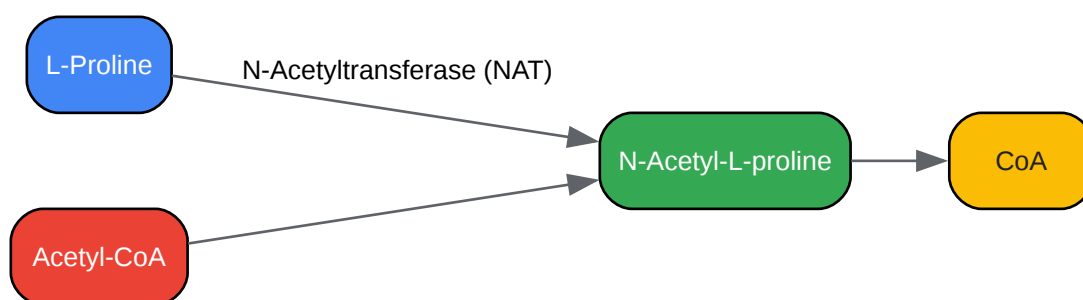 L-Proline
N-Acetyltransferase (NAT)
N-Acetyl-L-proline
CoA
Acetyl-CoA